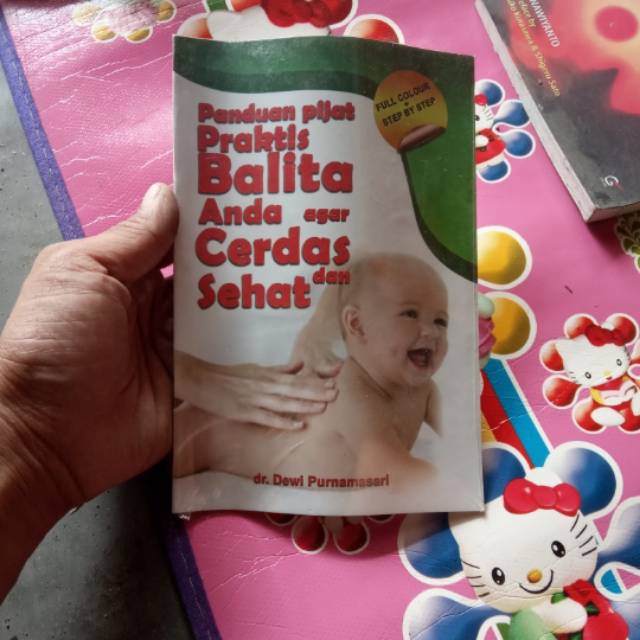 Panduan pijat
Praktis
Balita
Anda agar
Cerdas
dan
Sehat
FULL COLOUR
+
STEP BY STEP
dr. Dewi Purnamasari